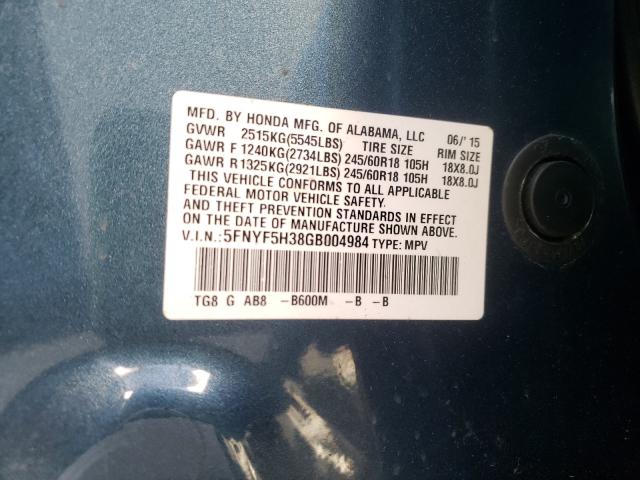 MFD. BY HONDA MFG. OF ALABAMA, LLC 06/'15
GVWR 2515KG(5545LBS) TIRE SIZE RIM SIZE
GAWR F 1240KG(2734LBS) 245/60R18 105H 18X8.0J
GAWR R 1325KG(2921LBS) 245/60R18 105H 18X8.0J
THIS VEHICLE CONFORMS TO ALL APPLICABLE
FEDERAL MOTOR VEHICLE SAFETY,
AND THEFT PREVENTION STANDARDS IN EFFECT
ON THE DATE OF MANUFACTURE SHOWN ABOVE
V.I.N.:5FNYF5H38GB004984 TYPE: MPV
TG8 G AB8 -B600M -B -B